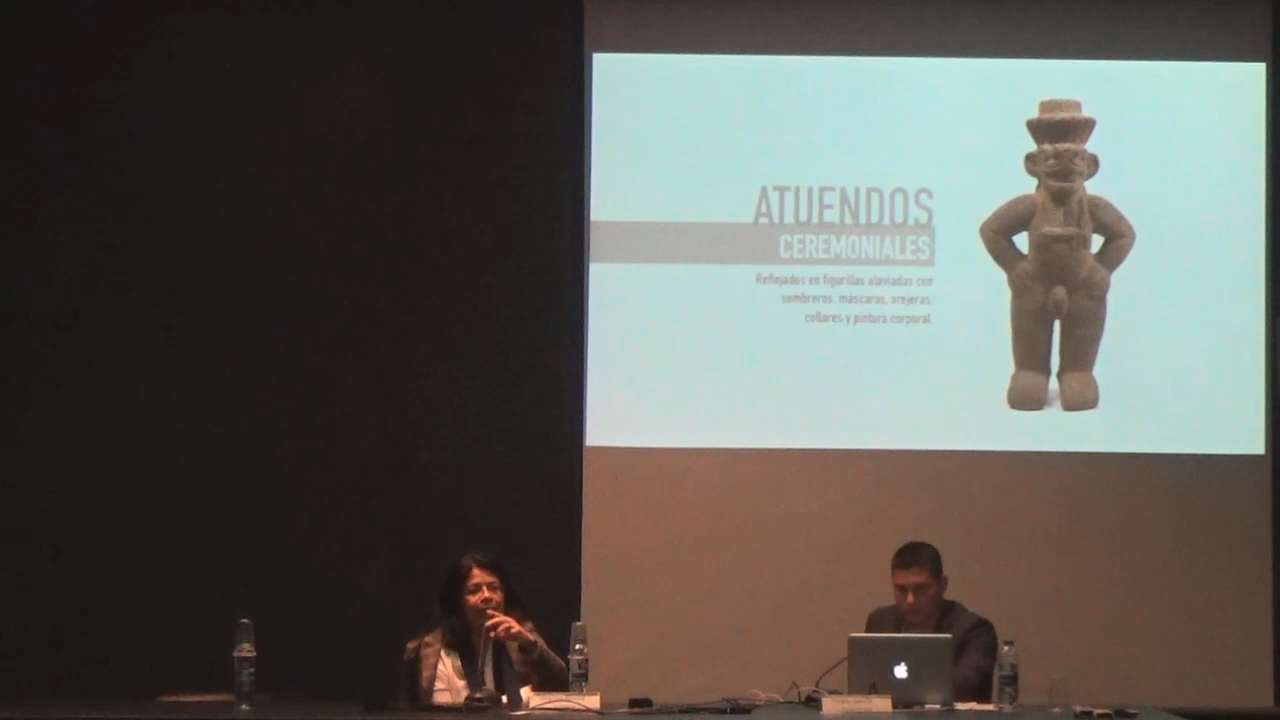 ATUENDOS
CEREMONIALES
Reflejados en figurillas ataviadas con
sombreros, máscaras, orejeras,
collares y pintura corporal.